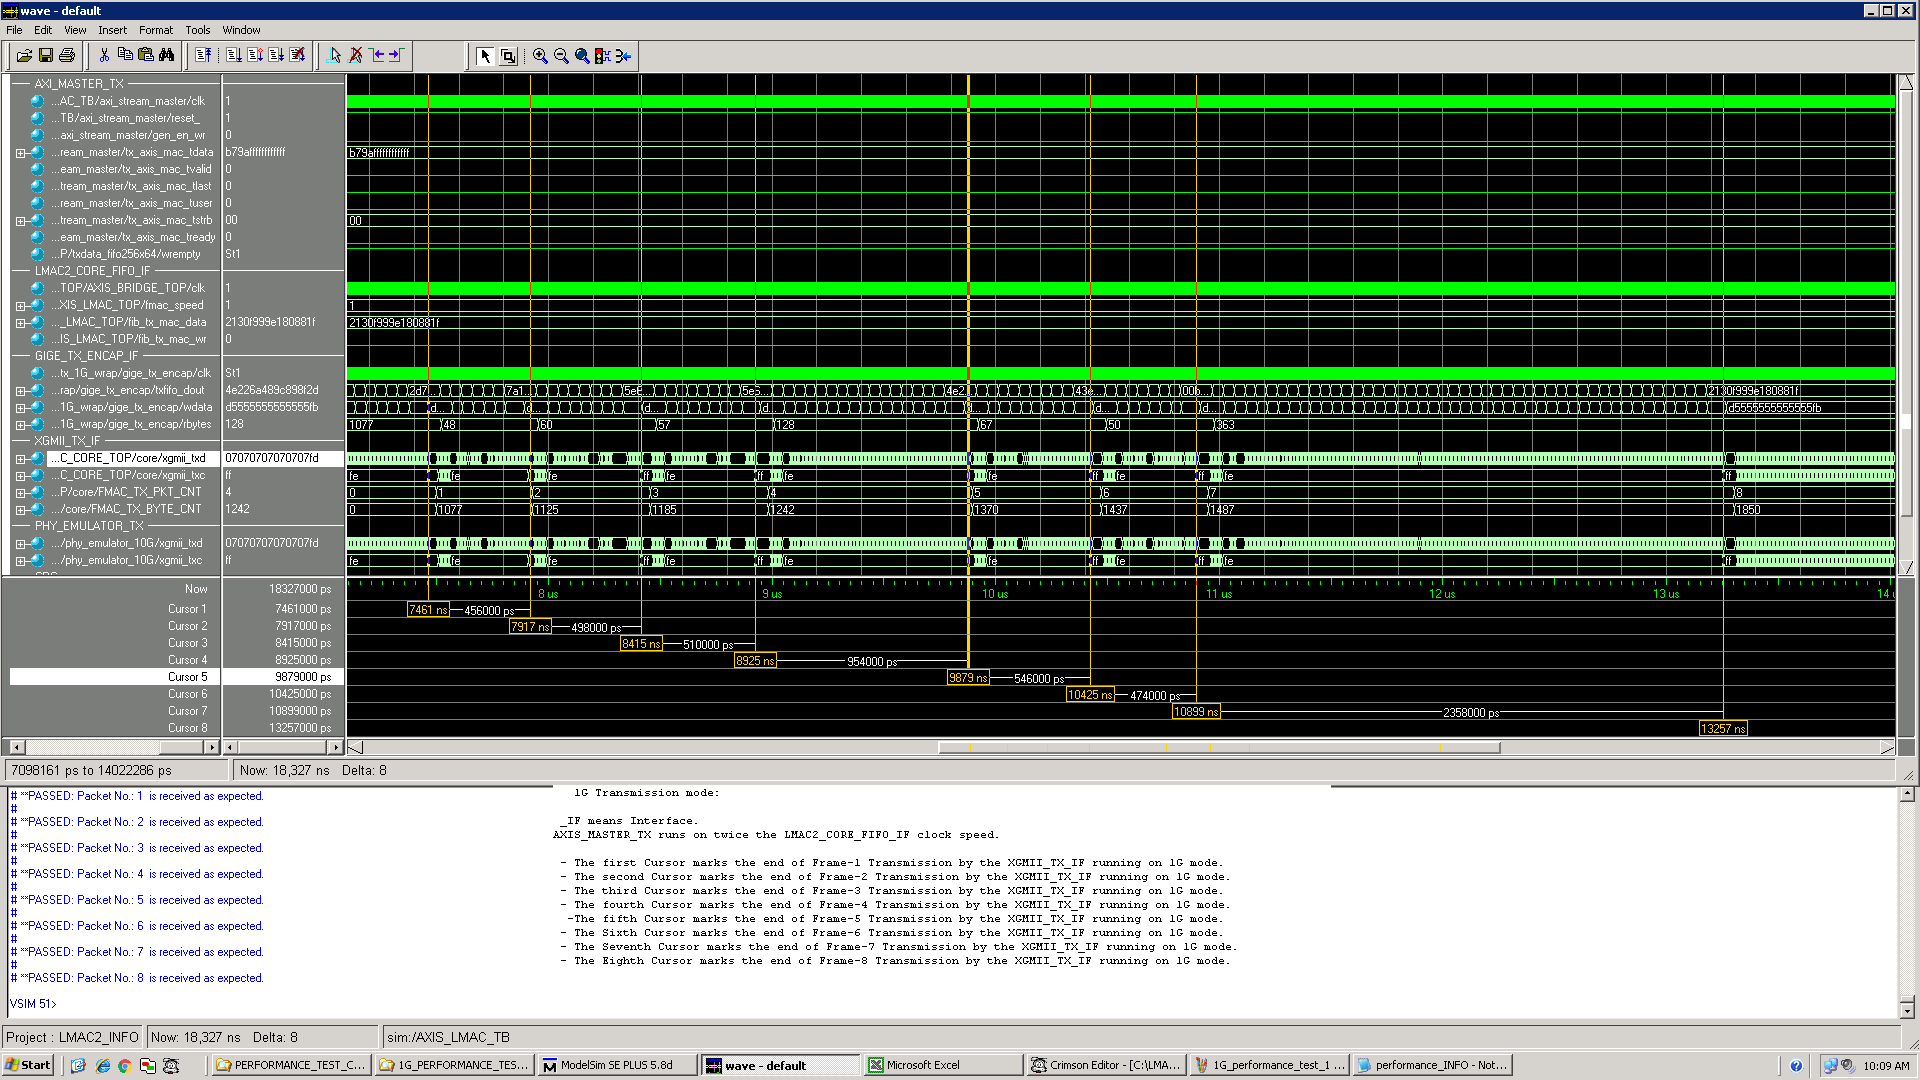 wave - default
File Edit View Insert Format Tools Window
AXI_MASTER_TX
...AC_TB/axi_stream_master/clk 1
...TB/axi_stream_master/reset_ 1
...axi_stream_master/gen_en_wr 0
...ream_master/tx_axis_mac_tdata b79affffffffffff b79affffffffffff
...eam_master/tx_axis_mac_tvalid 0
...tream_master/tx_axis_mac_tlast 0
...ream_master/tx_axis_mac_tuser 0
...tream_master/tx_axis_mac_tstrb 00 00
...eam_master/tx_axis_mac_tready 0
...P/txdata_fifo256x64/wrempty St1
LMAC2_CORE_FIFO_IF
...TOP/AXIS_BRIDGE_TOP/clk 1
...XIS_LMAC_TOP/fmac_speed 1 1
..._LMAC_TOP/fib_tx_mac_data 2130f999e180881f 2130f999e180881f
...IS_LMAC_TOP/fib_tx_mac_wr 0
GIGE_TX_ENCAP_IF
...tx_1G_wrap/gige_tx_encap/clk St1
...rap/gige_tx_encap/txfifo_dout 4e226a489c898f2d 2d7... 7a1... 5e6... 5e5... 4e2... 43e... 00b... 2130f999e180881f
...1G_wrap/gige_tx_encap/wdata d5555555555555fb d... d... d... d... d... d... d5555555555555fb
...1G_wrap/gige_tx_encap/rbytes 128 1077 48 60 57 128 67 50 363
XGMII_TX_IF
...C_CORE_TOP/core/xgmii_txd 07070707070707fd
...C_CORE_TOP/core/xgmii_txc ff fe fe fe ff fe ff fe fe ff fe ff fe ff
...P/core/FMAC_TX_PKT_CNT 4 0 1 2 3 4 5 6 7 8
.../core/FMAC_TX_BYTE_CNT 1242 0 1077 1125 1185 1242 1370 1437 1487 1850
PHY_EMULATOR_TX
.../phy_emulator_10G/xgmii_txd 07070707070707fd
.../phy_emulator_10G/xgmii_txc ff fe fe fe ff fe ff fe fe ff fe ff fe ff
Now 18327000 ps 8 us 9 us 10 us 11 us 12 us 13 us 14
Cursor 1 7461000 ps 7461 ns 456000 ps
Cursor 2 7917000 ps 7917 ns 498000 ps
Cursor 3 8415000 ps 8415 ns 510000 ps
Cursor 4 8925000 ps 8925 ns 954000 ps
Cursor 5 9879000 ps 9879 ns 546000 ps
Cursor 6 10425000 ps 10425 ns 474000 ps
Cursor 7 10899000 ps 10899 ns 2358000 ps
Cursor 8 13257000 ps 13257 ns
7098161 ps to 14022286 ps Now: 18,327 ns Delta: 8
# **PASSED: Packet No.: 1 is received as expected.
#
# **PASSED: Packet No.: 2 is received as expected.
#
# **PASSED: Packet No.: 3 is received as expected.
#
# **PASSED: Packet No.: 4 is received as expected.
#
# **PASSED: Packet No.: 5 is received as expected.
#
# **PASSED: Packet No.: 6 is received as expected.
#
# **PASSED: Packet No.: 7 is received as expected.
#
# **PASSED: Packet No.: 8 is received as expected.
VSIM 51>
1G Transmission mode:
_IF means Interface.
AXIS_MASTER_TX runs on twice the LMAC2_CORE_FIFO_IF clock speed.
- The first Cursor marks the end of Frame-1 Transmission by the XGMII_TX_IF running on 1G mode.
- The second Cursor marks the end of Frame-2 Transmission by the XGMII_TX_IF running on 1G mode.
- The third Cursor marks the end of Frame-3 Transmission by the XGMII_TX_IF running on 1G mode.
- The fourth Cursor marks the end of Frame-4 Transmission by the XGMII_TX_IF running on 1G mode.
-The fifth Cursor marks the end of Frame-5 Transmission by the XGMII_TX_IF running on 1G mode.
- The Sixth Cursor marks the end of Frame-6 Transmission by the XGMII_TX_IF running on 1G mode.
- The Seventh Cursor marks the end of Frame-7 Transmission by the XGMII_TX_IF running on 1G mode.
- The Eighth Cursor marks the end of Frame-8 Transmission by the XGMII_TX_IF running on 1G mode.
Project : LMAC2_INFO Now: 18,327 ns Delta: 8 sim:/AXIS_LMAC_TB
Start PERFORMANCE_TEST_C... 1G_PERFORMANCE_TES... ModelSim SE PLUS 5.8d wave - default Microsoft Excel Crimson Editor - [C:\LMA... 1G_performance_test_1 ... performance_INFO - Not... 10:09 AM